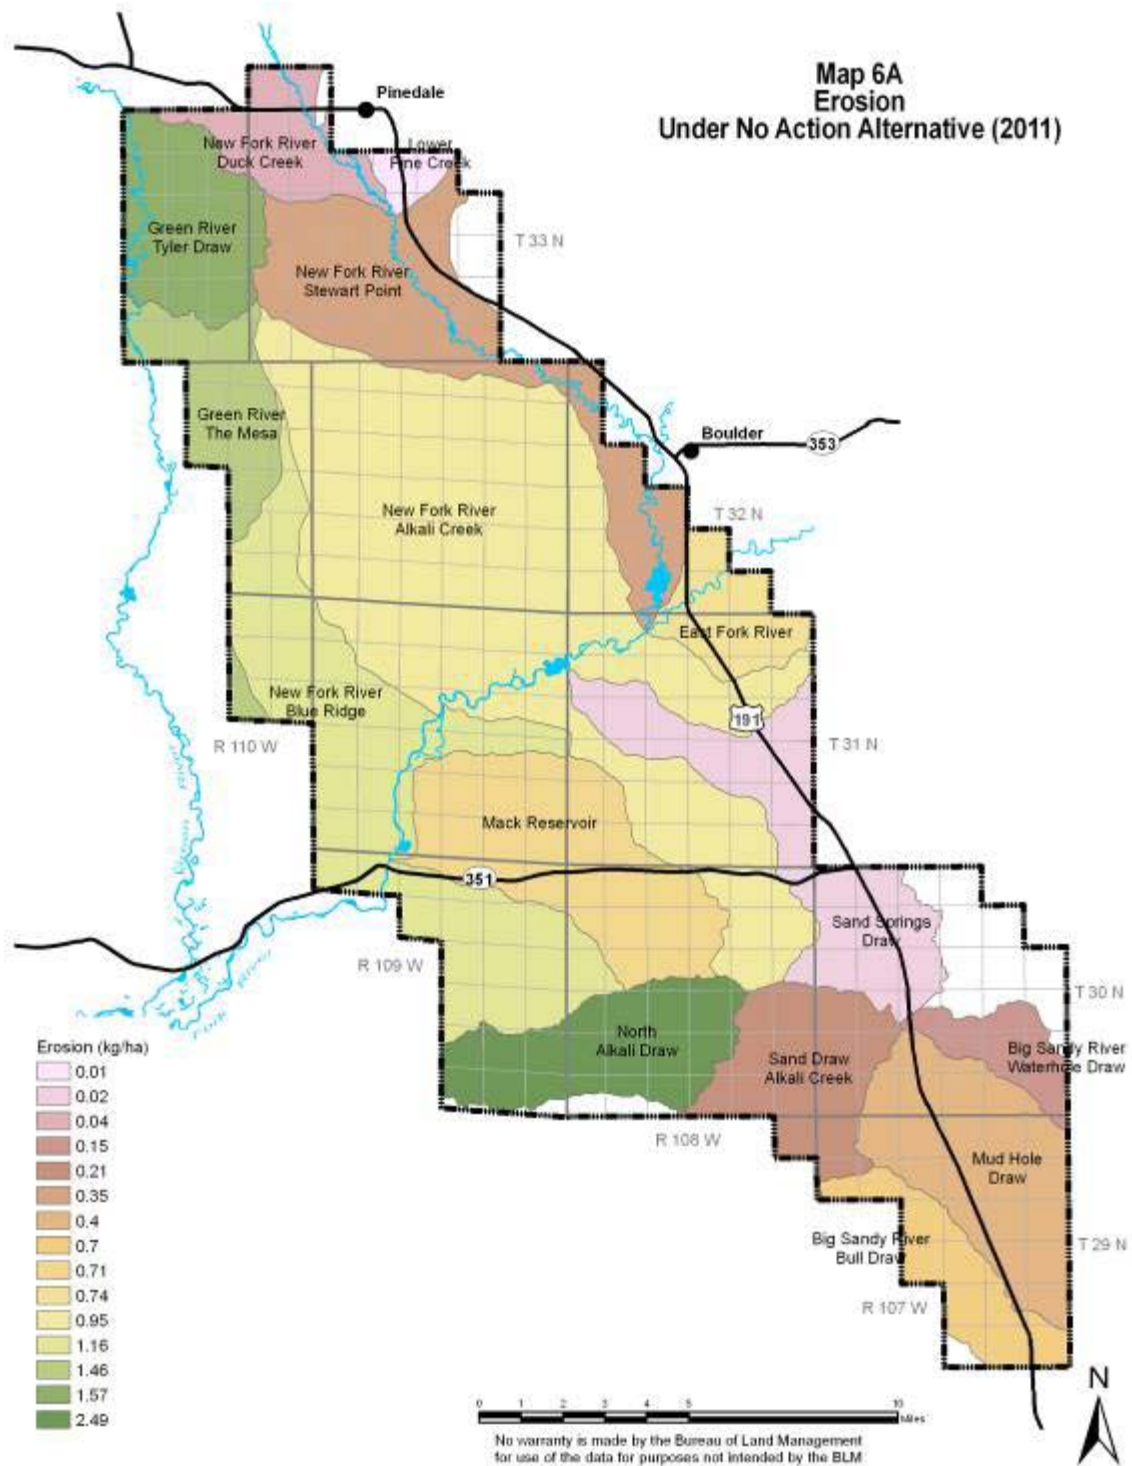 Map 6A
Erosion
Under No Action Alternative (2011)
Pinedale
New Fork River
Duck Creek
Lower
Pine Creek
Green River
Tyler Draw
T 33 N
New Fork River
Stewart Point
Green River
The Mesa
Boulder
353
New Fork River
Alkali Creek
T 32 N
East Fork River
New Fork River
Blue Ridge
191
R 110 W
T 31 N
Mack Reservoir
351
Sand Springs
Draw
R 109 W
T 30 N
North
Alkali Draw
Sand Draw
Alkali Creek
Big Sandy River
Waterhole Draw
R 108 W
Mud Hole
Draw
Big Sandy River
Bull Draw
T 29 N
R 107 W
Erosion (kg/ha)
0.01
0.02
0.04
0.15
0.21
0.35
0.4
0.7
0.71
0.74
0.95
1.16
1.46
1.57
2.49
N
0 1 2 3 4 5 10
Miles
No warranty is made by the Bureau of Land Management
for use of the data for purposes not intended by the BLM